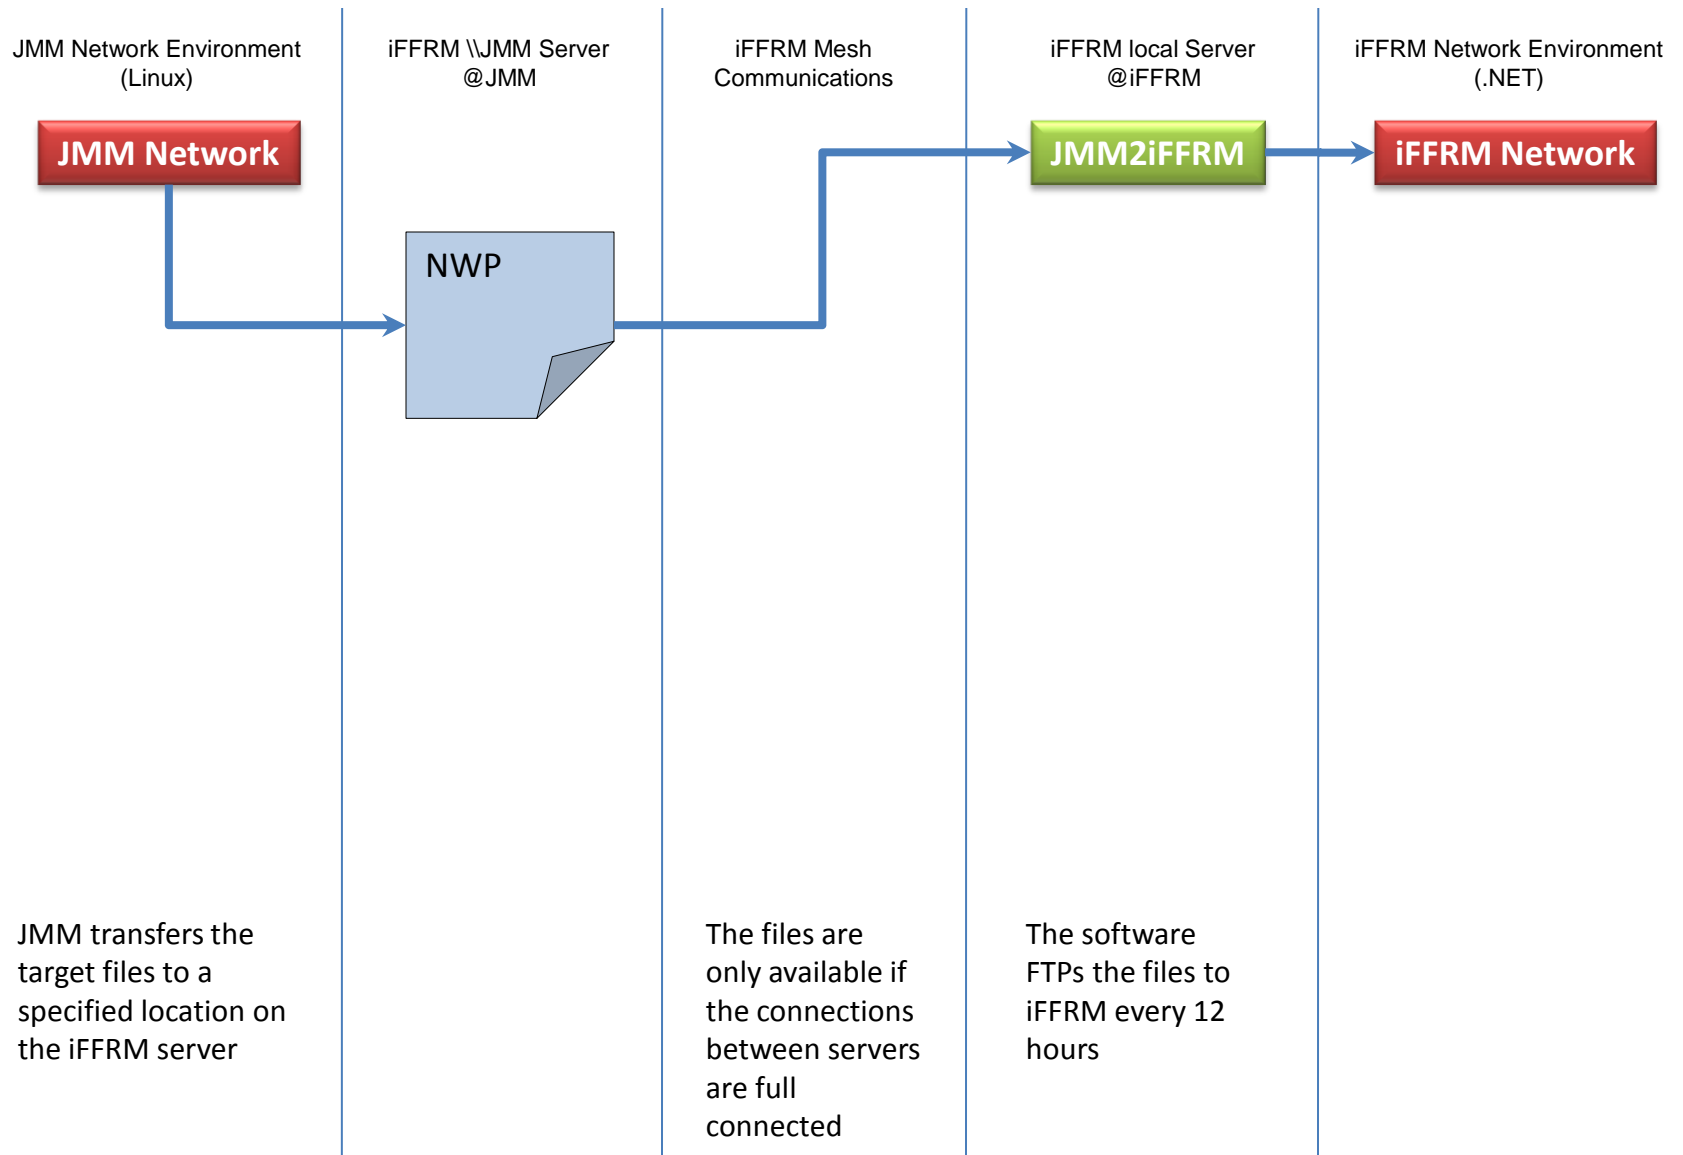 JMM Network Environment
(Linux)
iFFRM \\JMM Server
@JMM
iFFRM Mesh
Communications
iFFRM local Server
@iFFRM
iFFRM Network Environment
(.NET)
JMM Network
JMM2iFFRM
iFFRM Network
NWP
JMM transfers the
target files to a
specified location on
the iFFRM server
The files are
only available if
the connections
between servers
are full
connected
The software
FTPs the files to
iFFRM every 12
hours